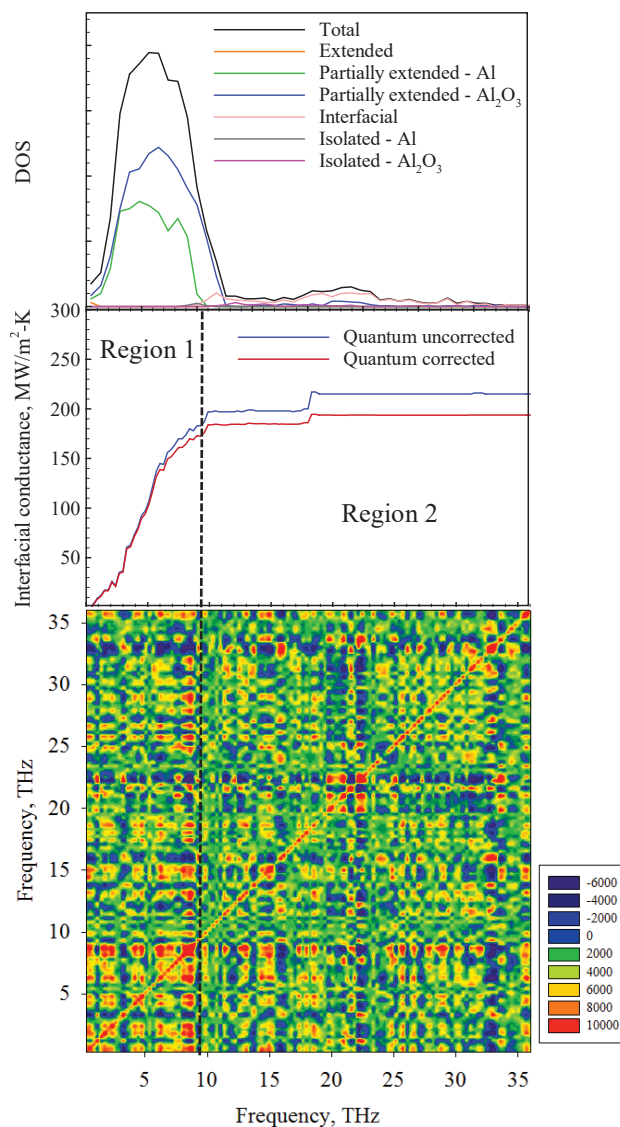 Total
Extended
Partially extended - Al
Partially extended - Al₂O₃
Interfacial
Isolated - Al
Isolated - Al₂O₃
DOS
300
250
200
150
100
50
Interfacial conductance, MW/m²-K
Region 1
Quantum uncorrected
Quantum corrected
Region 2
35
30
25
20
15
10
5
Frequency, THz
-6000
-4000
-2000
0
2000
4000
6000
8000
10000
5 10 15 20 25 30 35
Frequency, THz